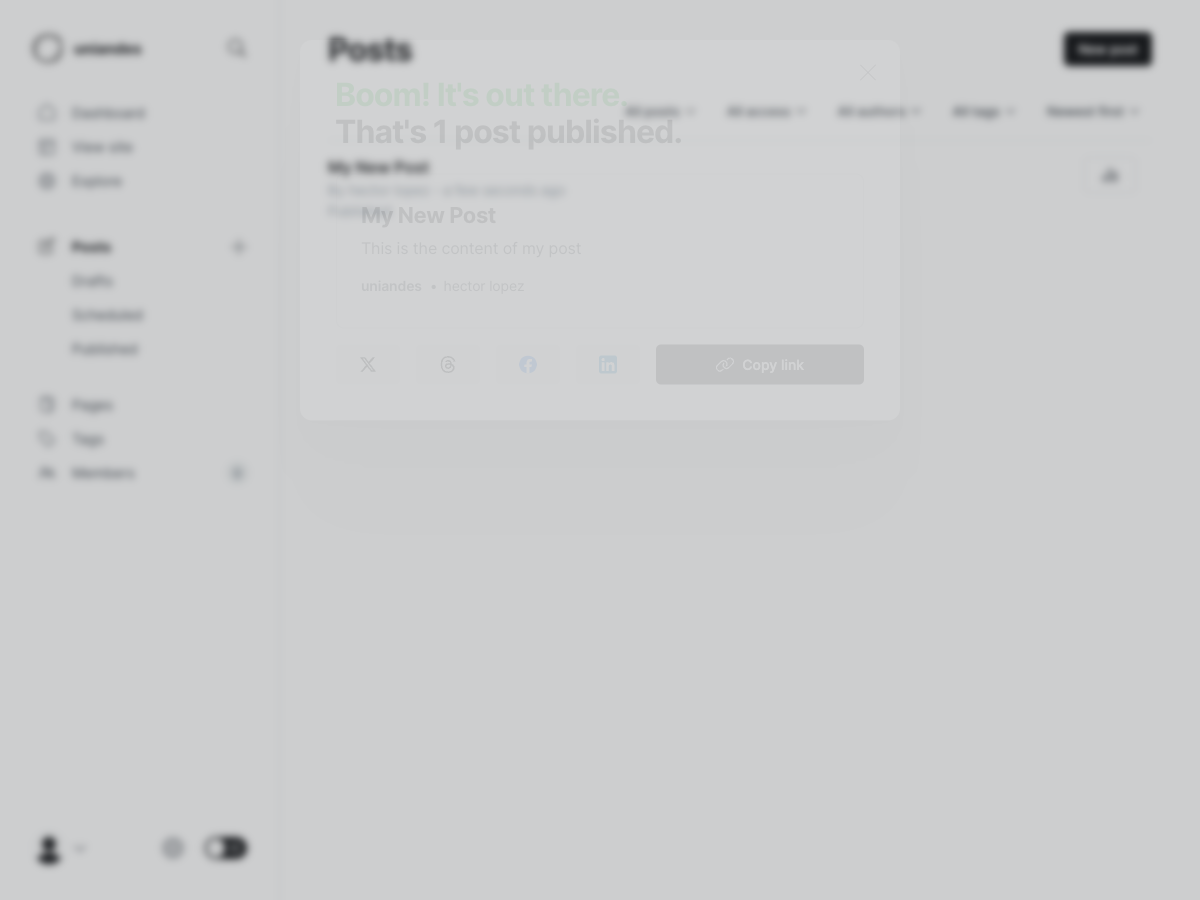 uniandes
Dashboard
View site
Explore
Posts
Drafts
Scheduled
Published
Pages
Tags
Members
Posts
New post
All posts
All access
All authors
All tags
Newest first
My New Post
By hector lopez - a few seconds ago
Published
Boom! It's out there.
That's 1 post published.
My New Post
This is the content of my post
uniandes • hector lopez
Copy link